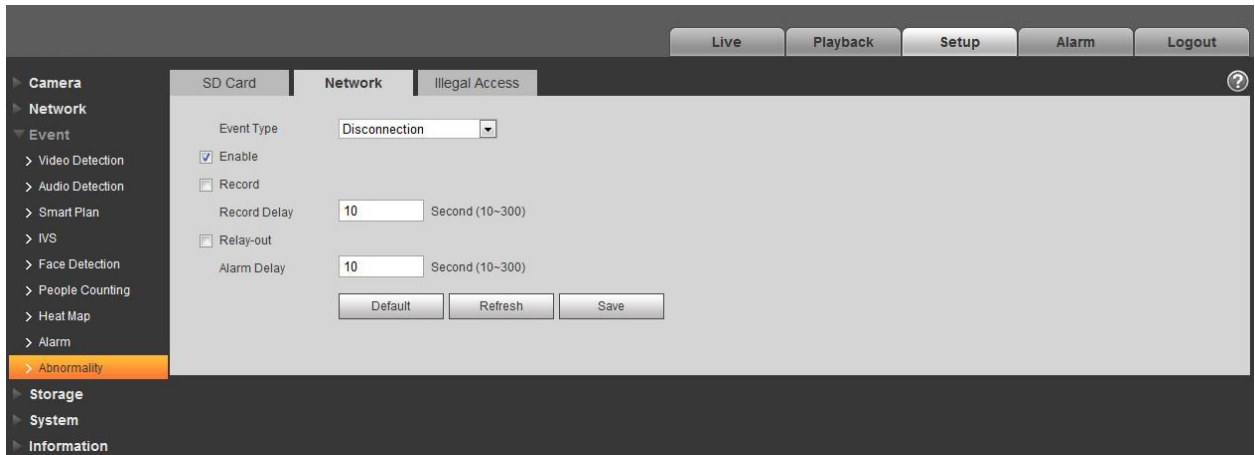 Live Playback Setup Alarm Logout
Camera
Network
Event
Video Detection
Audio Detection
Smart Plan
IVS
Face Detection
People Counting
Heat Map
Alarm
Abnormality
Storage
System
Information
SD Card Network Illegal Access ?
Event Type Disconnection
Enable
Record
Record Delay 10 Second (10~300)
Relay-out
Alarm Delay 10 Second (10~300)
Default Refresh Save